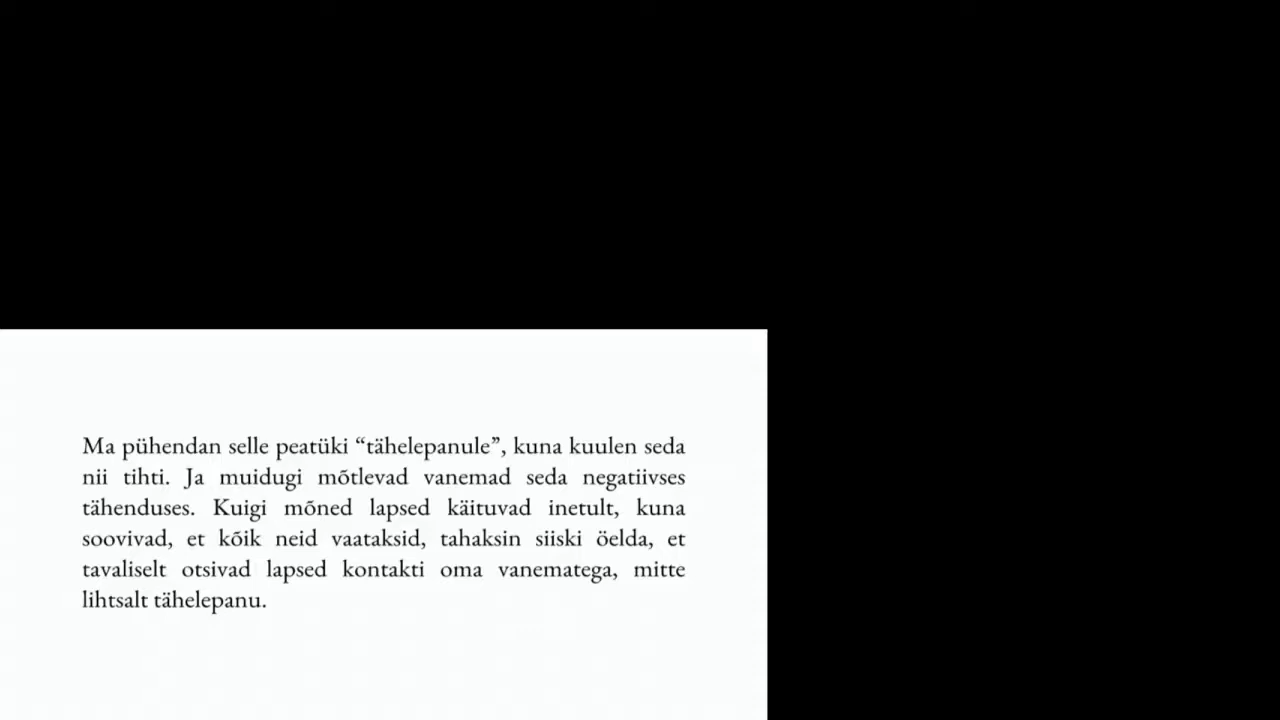 Ma pühendan selle peatüki “tähelepanule”, kuna kuulen seda
nii tihti. Ja muidugi mõtlevad vanemad seda negatiivses
tähenduses. Kuigi mõned lapsed käituvad inetult, kuna
soovivad, et kõik neid vaataksid, tahaksin siiski öelda, et
tavaliselt otsivad lapsed kontakti oma vanematega, mitte
lihtsalt tähelepanu.